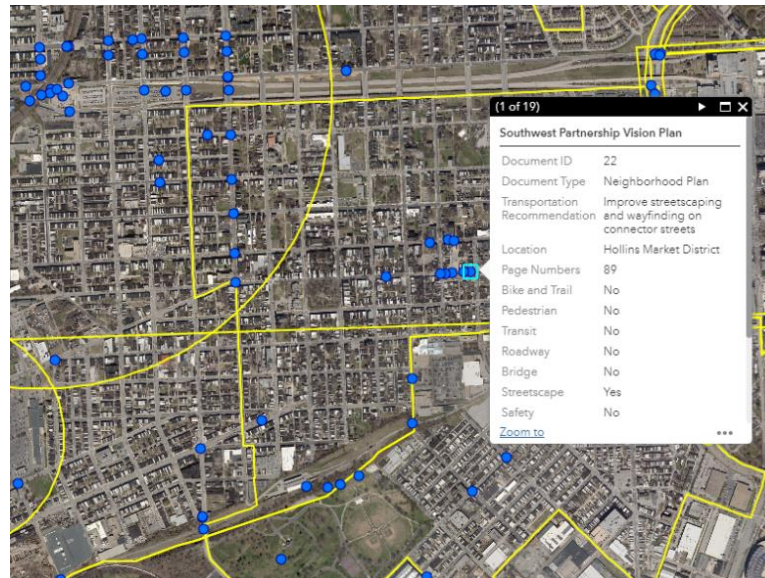 (1 of 19)
Southwest Partnership Vision Plan
Document ID 22
Document Type Neighborhood Plan
Transportation Recommendation Improve streetscaping and wayfinding on connector streets
Location Hollins Market District
Page Numbers 89
Bike and Trail No
Pedestrian No
Transit No
Roadway No
Bridge No
Streetscape Yes
Safety No
Zoom to